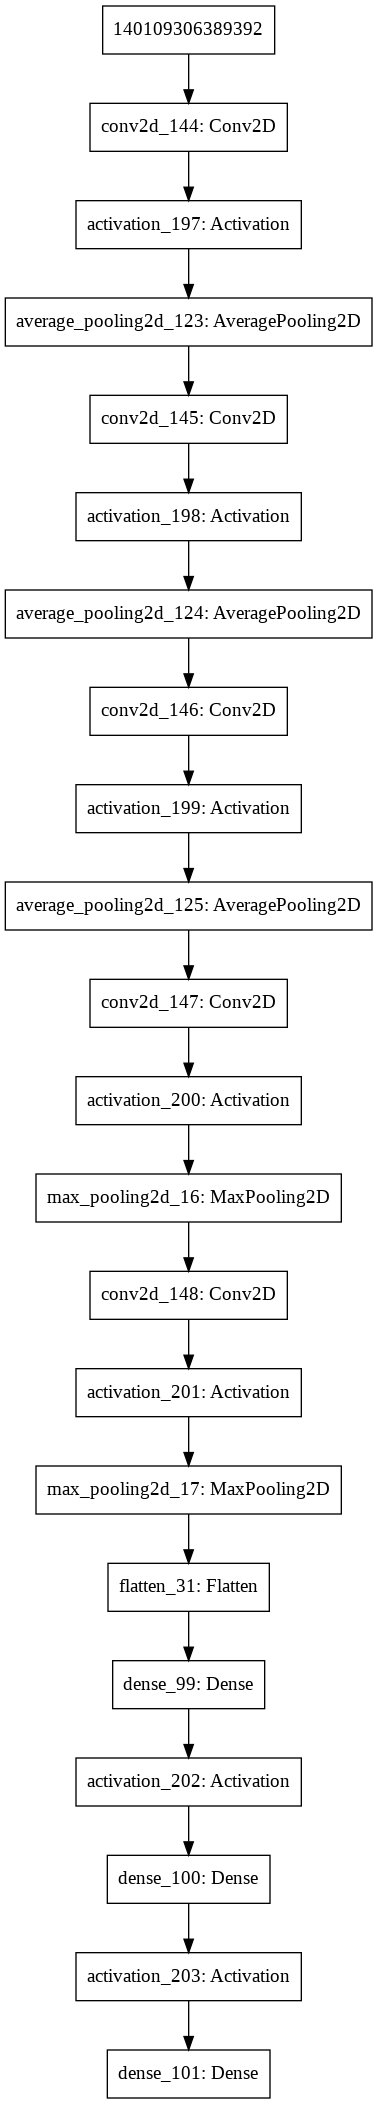 140109306389392
conv2d_144: Conv2D
activation_197: Activation
average_pooling2d_123: AveragePooling2D
conv2d_145: Conv2D
activation_198: Activation
average_pooling2d_124: AveragePooling2D
conv2d_146: Conv2D
activation_199: Activation
average_pooling2d_125: AveragePooling2D
conv2d_147: Conv2D
activation_200: Activation
max_pooling2d_16: MaxPooling2D
conv2d_148: Conv2D
activation_201: Activation
max_pooling2d_17: MaxPooling2D
flatten_31: Flatten
dense_99: Dense
activation_202: Activation
dense_100: Dense
activation_203: Activation
dense_101: Dense